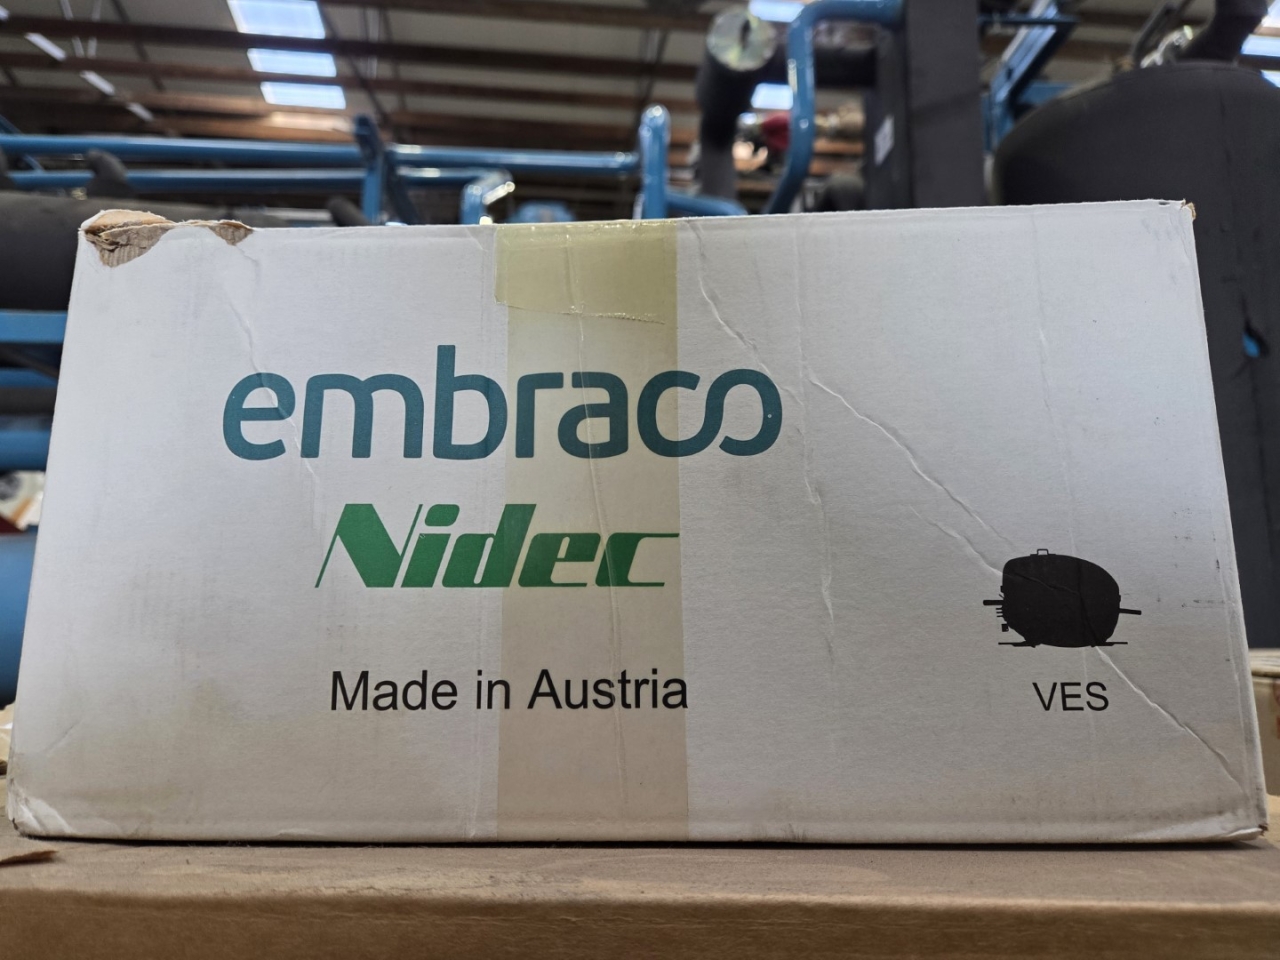 embraco
Nidec
Made in Austria
VES